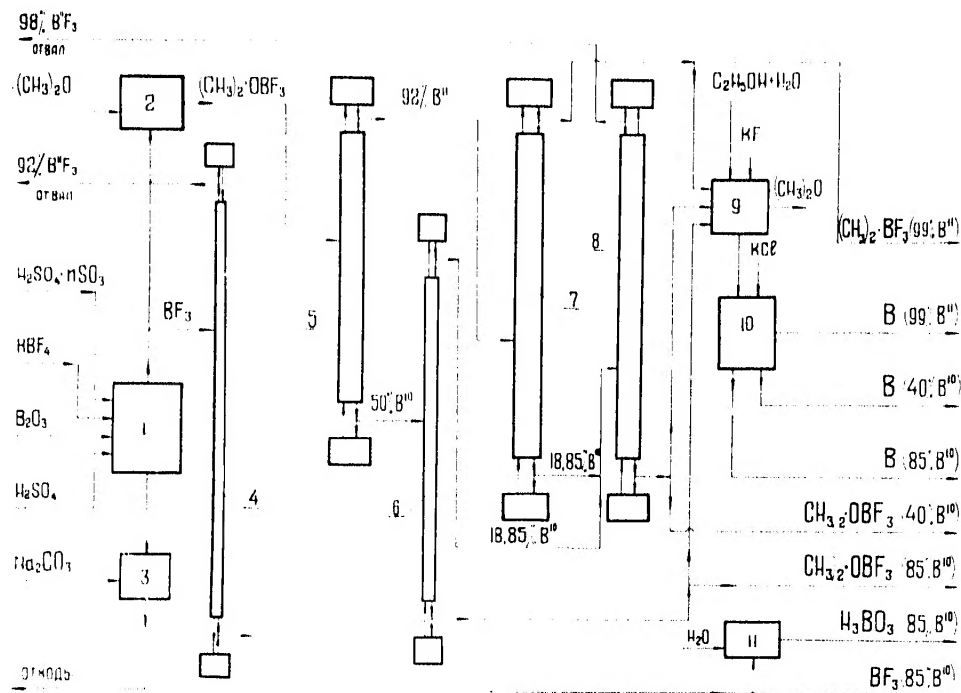 98% B¹¹F₃
отвал
(CH₃)₂O
2
(CH₃)₂·OBF₃
92% B¹¹F₃
отвал
H₂SO₄·nSO₃
BF₃
KBF₄
B₂O₃
1
H₂SO₄
4
Na₂CO₃
3
отходы
92% B¹¹
5
50% B¹⁰
6
7
18,85% B¹⁰
18,85% B¹⁰
8
C₂H₅OH+H₂O
KF
9
(CH₃)₂O
(CH₃)₂·BF₃(99% B¹¹)
KCl
10
B (99% B¹¹)
B (40% B¹⁰)
B (85% B¹⁰)
CH₃,₂·OBF₃ (40% B¹⁰)
CH₃,₂·OBF₃ (85% B¹⁰)
H₂O
11
H₃BO₃ 85% B¹⁰)
BF₃ 85% B¹⁰)